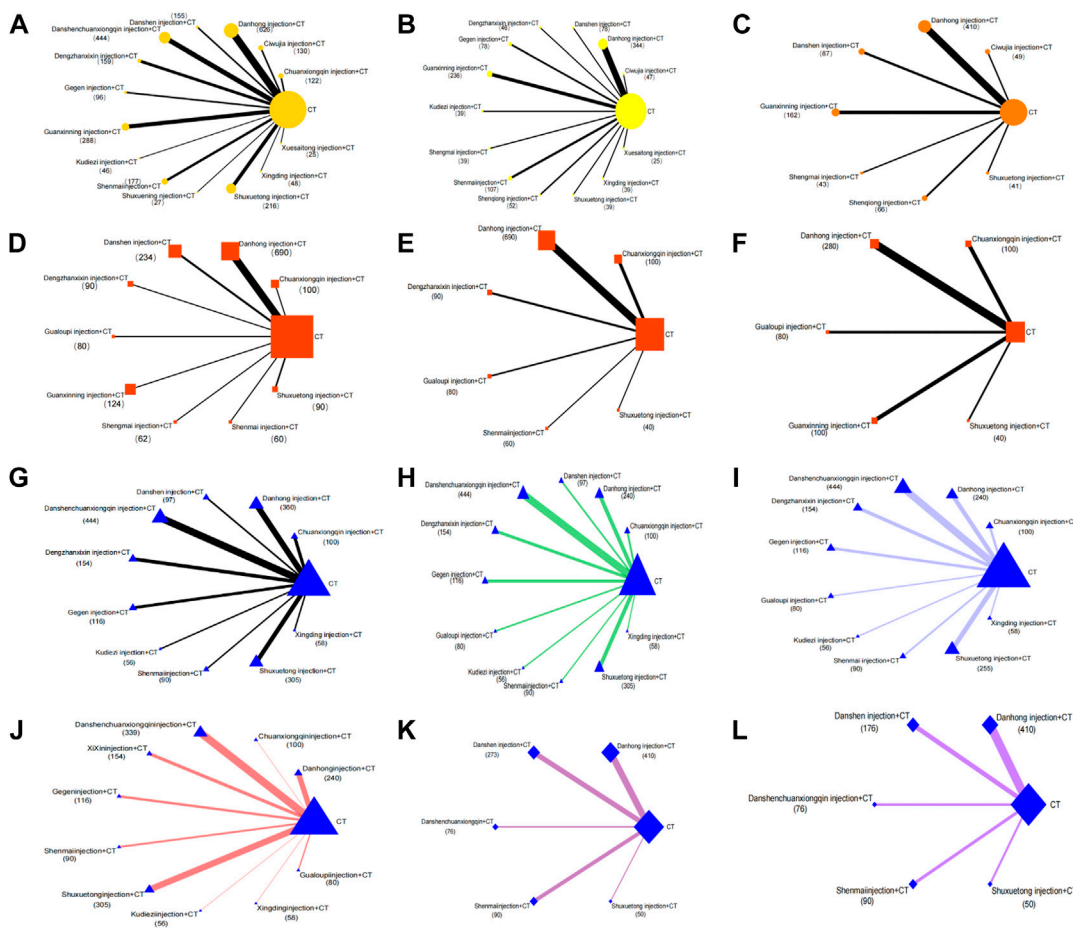 A
(155)
Danshen injection+CT
Danshenchuanxiongqin injection+CT
(444)
Danhong injection+CT
(626)
Ciwujia injection+CT
(130)
Dengzhanxixin injection+CT
(159)
Chuanxiongqin injection+CT
(122)
Gegen injection+CT
(96)
CT
Guanxinning injection+CT
(288)
Xuesaitong injection+CT
(25)
Kudiezi injection+CT
(46)
Xingding injection+CT
(48)
(177)
Shenmaiinjection+CT
Shuxuening injection+CT
(27)
Shuxuetong injection+CT
(216)
B
Dengzhanxixin injection+CT
(46)
Danshen injection+CT
(78)
Gegen injection+CT
(78)
Danhong injection+CT
(344)
Guanxinning injection+CT
(236)
Ciwujia injection+CT
(47)
CT
Kudiezi injection+CT
(39)
Xuesaitong injection+CT
(25)
Shengmai injection+CT
(39)
Xingding injection+CT
(39)
Shenmaiinjection+CT
(107)
Shenqiong injection+CT
(52)
Shuxuetong injection+CT
(39)
C
Danhong injection+CT
(410)
Danshen injection+CT
(87)
Ciwujia injection+CT
(49)
Guanxinning injection+CT
(162)
CT
Shengmai injection+CT
(43)
Shuxuetong injection+CT
(41)
Shenqiong injection+CT
(66)
D
Danshen injection+CT
(234)
Danhong injection+CT
(690)
Dengzhanxixin injection+CT
(90)
Chuanxiongqin injection+CT
(100)
Gualoupi injection+CT
(80)
CT
Guanxinning injection+CT
(124)
Shuxuetong injection+CT
(90)
Shengmai injection+CT
(62)
Shenmai injection+CT
(60)
E
Danhong injection+CT
(690)
Chuanxiongqin injection+CT
(100)
Dengzhanxixin injection+CT
(90)
CT
Gualoupi injection+CT
(80)
Shuxuetong injection+CT
(40)
Shenmaiinjection+CT
(60)
F
Danhong injection+CT
(280)
Chuanxiongqin injection+CT
(100)
Gualoupi injection+CT
(80)
CT
Guanxinning injection+CT
(100)
Shuxuetong injection+CT
(40)
G
Danshen injection+CT
(97)
Danshenchuanxiongqin injection+CT
(444)
Danhong injection+CT
(360)
Chuanxiongqin injection+CT
(100)
Dengzhanxixin injection+CT
(154)
CT
Gegen injection+CT
(116)
Xingding injection+CT
(58)
Kudiezi injection+CT
(56)
Shenmaiinjection+CT
(90)
Shuxuetong injection+CT
(305)
H
Danshen injection+CT
(97)
Danshenchuanxiongqin injection+CT
(444)
Danhong injection+CT
(240)
Dengzhanxixin injection+CT
(154)
Chuanxiongqin injection+CT
(100)
Gegen injection+CT
(116)
CT
Gualoupi injection+CT
(80)
Xingding injection+CT
(58)
Kudiezi injection+CT
(56)
Shenmaiinjection+CT
(90)
Shuxuetong injection+CT
(305)
I
Danshenchuanxiongqin injection+CT
(444)
Danhong injection+CT
(240)
Dengzhanxixin injection+CT
(154)
Chuanxiongqin injection+CT
(100)
Gegen injection+CT
(116)
CT
Gualoupi injection+CT
(80)
Xingding injection+CT
(58)
Kudiezi injection+CT
(56)
Shenmai injection+CT
(90)
Shuxuetong injection+CT
(255)
J
Danshenchuanxiongqininjection+CT
(339)
Chuanxiongqininjection+CT
(100)
XiXininjection+CT
(154)
Danhonginjection+CT
(240)
Gegeninjection+CT
(116)
CT
Shenmaiinjection+CT
(90)
Gualoupiinjection+CT
(80)
Shuxuetonginjection+CT
(305)
Kudieziinjection+CT
(56)
Xingdinginjection+CT
(58)
K
Danshen injection+CT
(273)
Danhong injection+CT
(410)
Danshenchuanxiongqin+CT
(76)
CT
Shenmaiinjection+CT
(90)
Shuxuetong injection+CT
(50)
L
Danshen injection+CT
(176)
Danhong injection+CT
(410)
Danshenchuanxiongqin injection+CT
(76)
CT
Shenmaiinjection+CT
(90)
Shuxuetong injection+CT
(50)